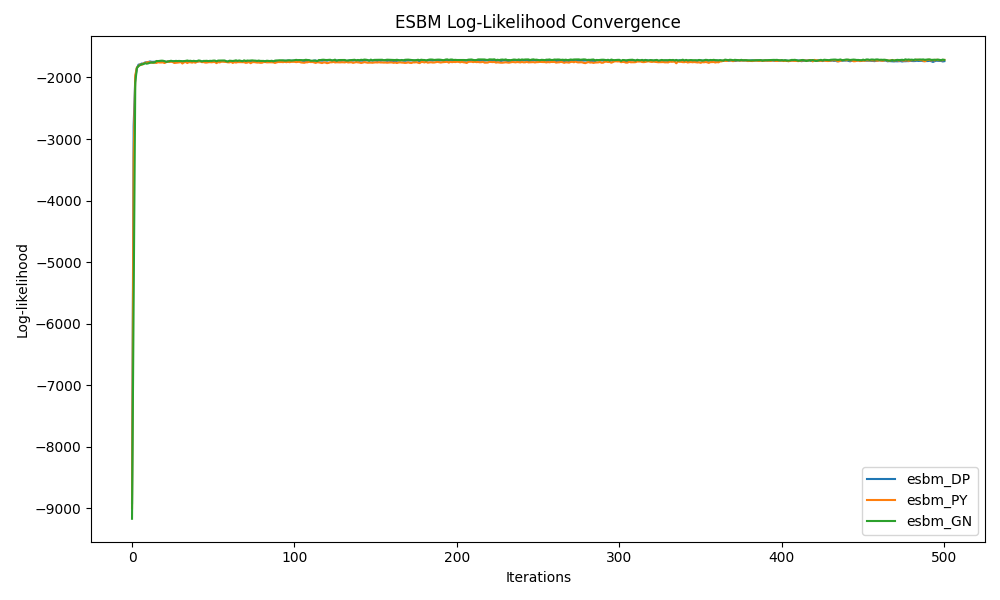 ESBM Log-Likelihood Convergence
Log-likelihood
−2000
−3000
−4000
−5000
−6000
−7000
−8000
−9000
0 100 200 300 400 500
Iterations
esbm_DP
esbm_PY
esbm_GN